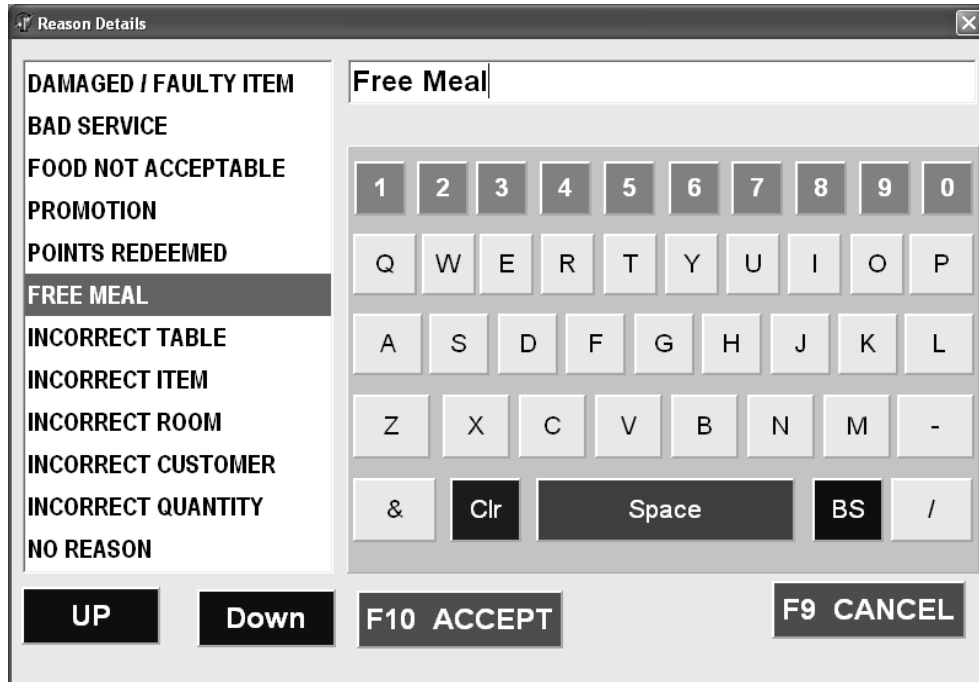 Reason Details
DAMAGED / FAULTY ITEM
BAD SERVICE
FOOD NOT ACCEPTABLE
PROMOTION
POINTS REDEEMED
FREE MEAL
INCORRECT TABLE
INCORRECT ITEM
INCORRECT ROOM
INCORRECT CUSTOMER
INCORRECT QUANTITY
NO REASON
Free Meal
1 2 3 4 5 6 7 8 9 0
Q W E R T Y U I O P
A S D F G H J K L
Z X C V B N M -
& Clr Space BS /
UP Down F10 ACCEPT F9 CANCEL